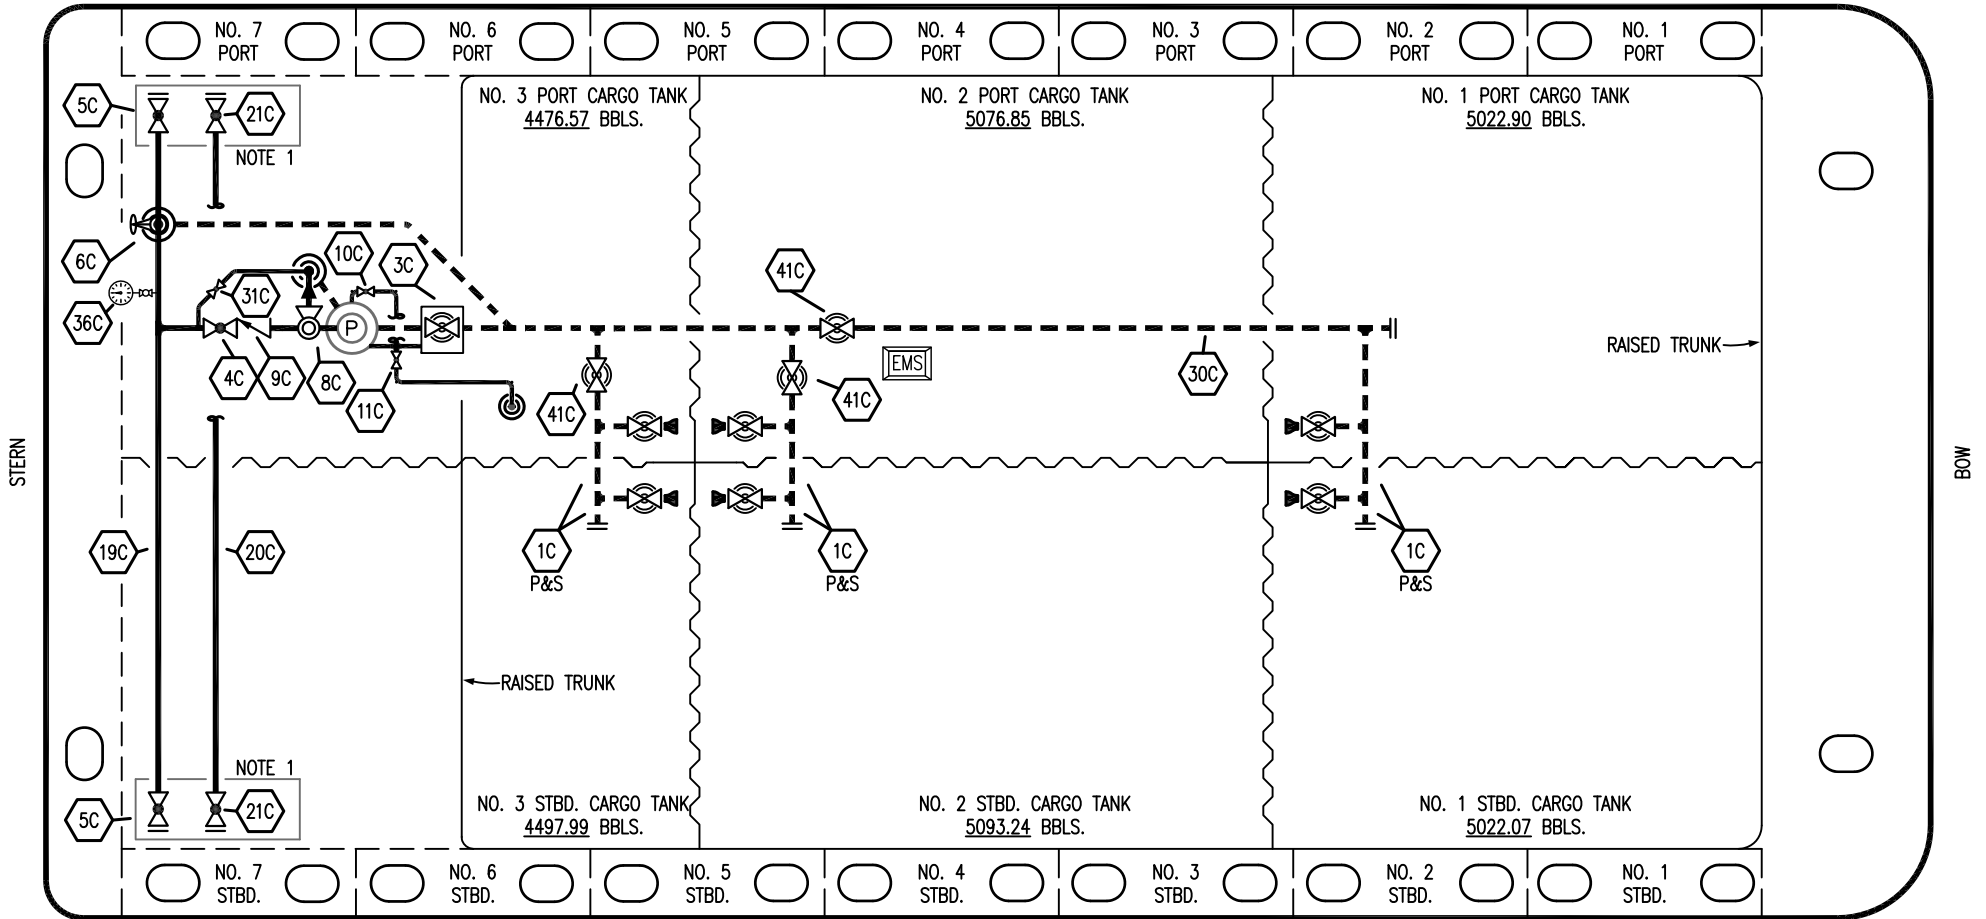 NO. 7
PORT
NO. 6
PORT
NO. 5
PORT
NO. 4
PORT
NO. 3
PORT
NO. 2
PORT
NO. 1
PORT
5C
21C
NOTE 1
NO. 3 PORT CARGO TANK
4476.57 BBLS.
NO. 2 PORT CARGO TANK
5076.85 BBLS.
NO. 1 PORT CARGO TANK
5022.90 BBLS.
6C
10C
3C
41C
31C
36C
P
RAISED TRUNK
EMS
30C
4C
9C
8C
11C
41C
41C
STERN
BOW
19C
20C
1C
P&S
1C
P&S
1C
P&S
RAISED TRUNK
NOTE 1
5C
21C
NO. 3 STBD. CARGO TANK
4497.99 BBLS.
NO. 2 STBD. CARGO TANK
5093.24 BBLS.
NO. 1 STBD. CARGO TANK
5022.07 BBLS.
NO. 7
STBD.
NO. 6
STBD.
NO. 5
STBD.
NO. 4
STBD.
NO. 3
STBD.
NO. 2
STBD.
NO. 1
STBD.